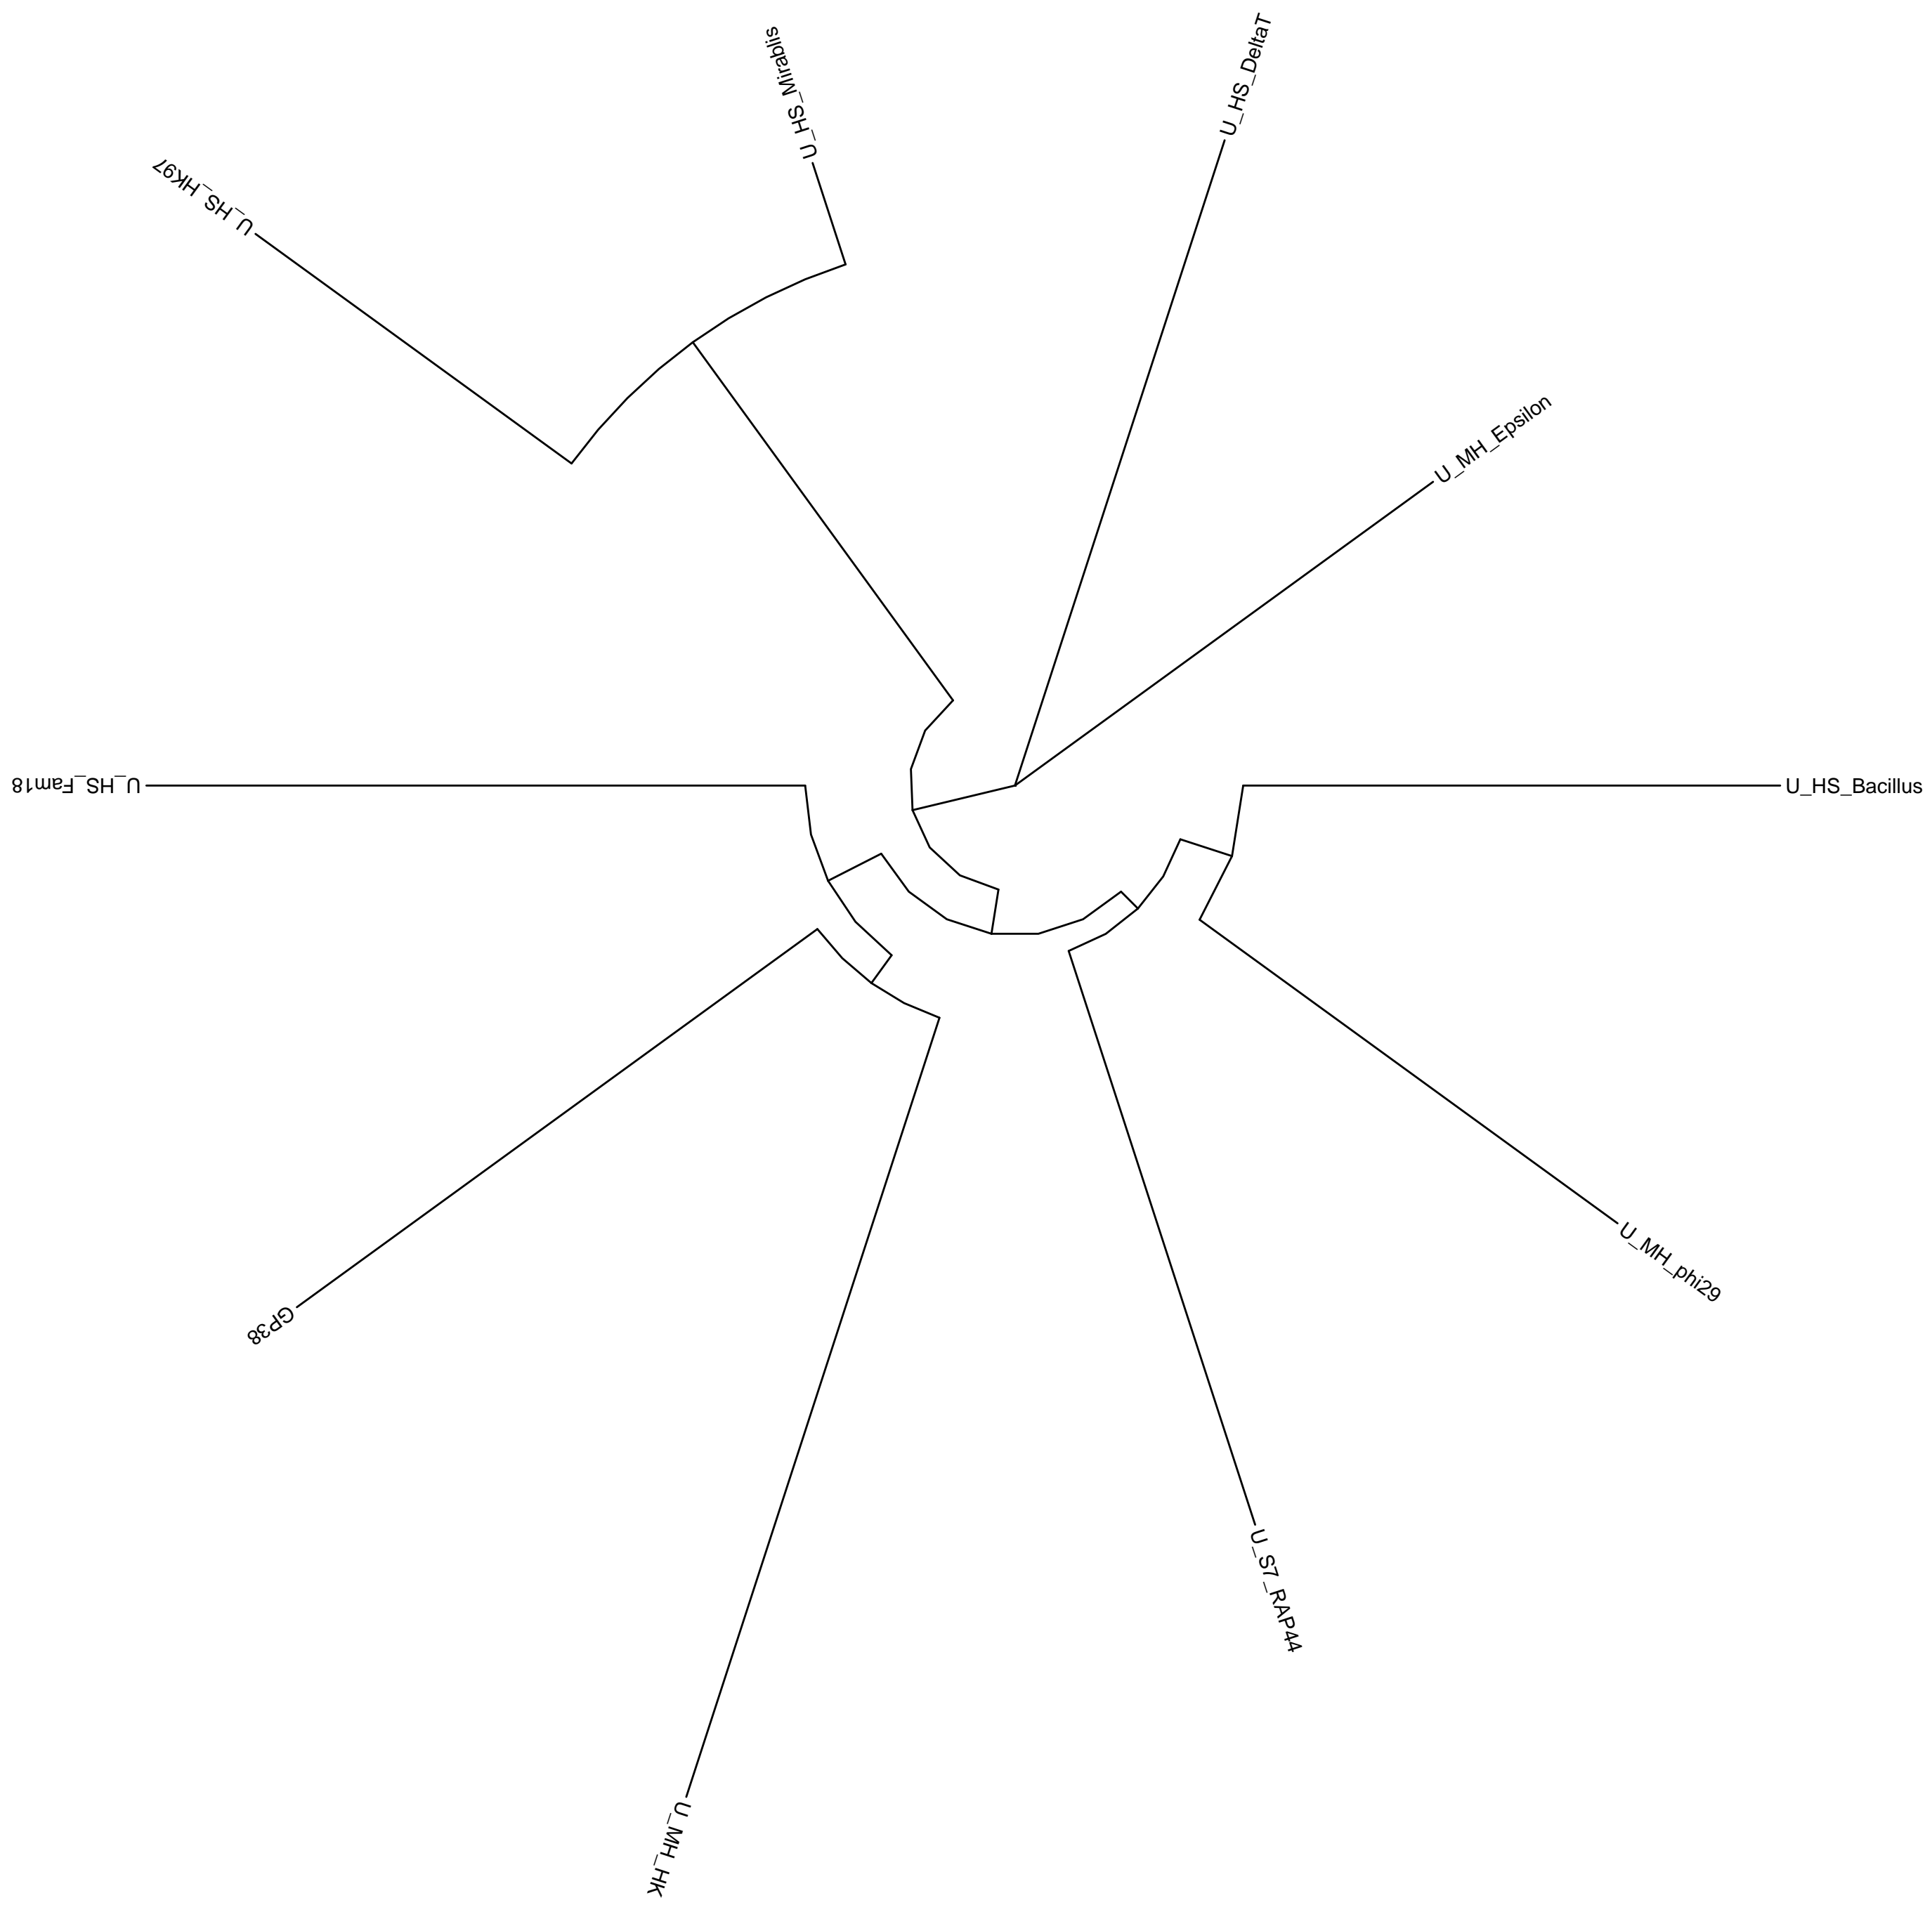 U_HS_DeltaT
U_HS_Mirablis
U_HS_HK97
U_MH_Epsilon
U_HS_Fam18
U_HS_Bacillus
U_MH_phi29
GP38
U_S7_RAP44
U_MH_HK